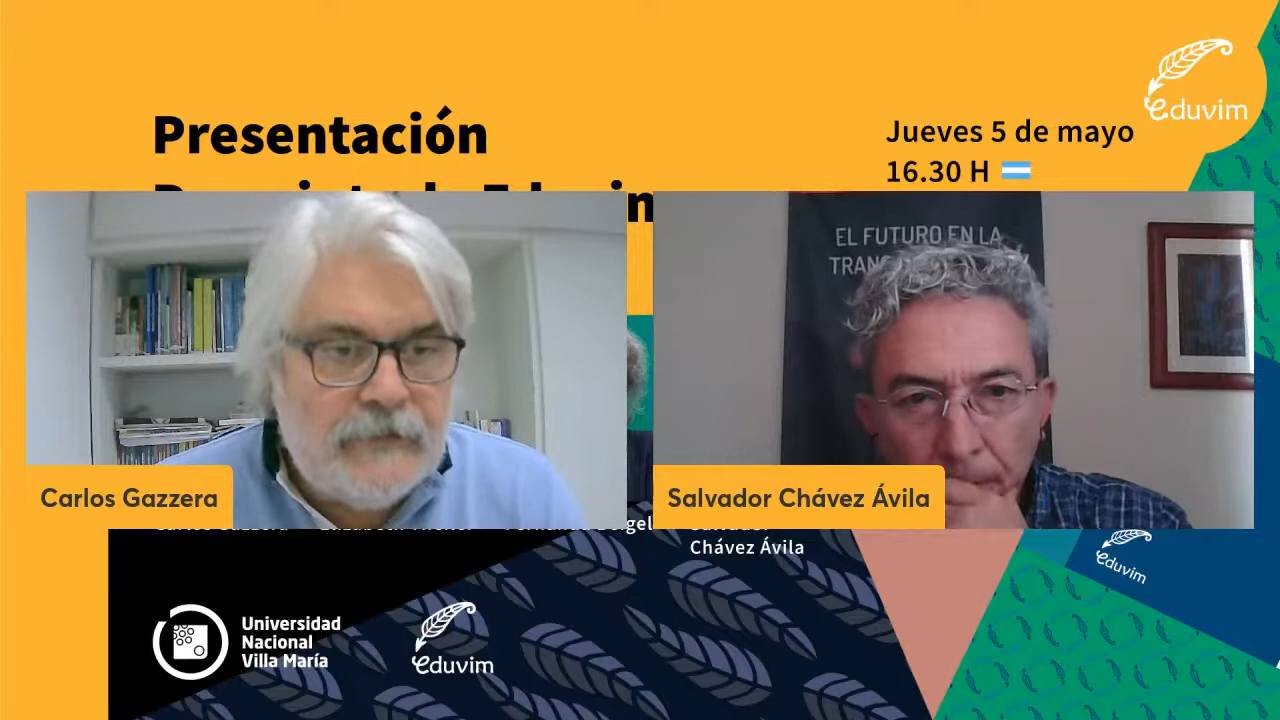 Presentación
eduvim
Jueves 5 de mayo
16.30 H
EL FUTURO EN LA
Carlos Gazzera
Salvador Chávez Ávila
Chávez Ávila
eduvim
Universidad
Nacional
Villa María
eduvim